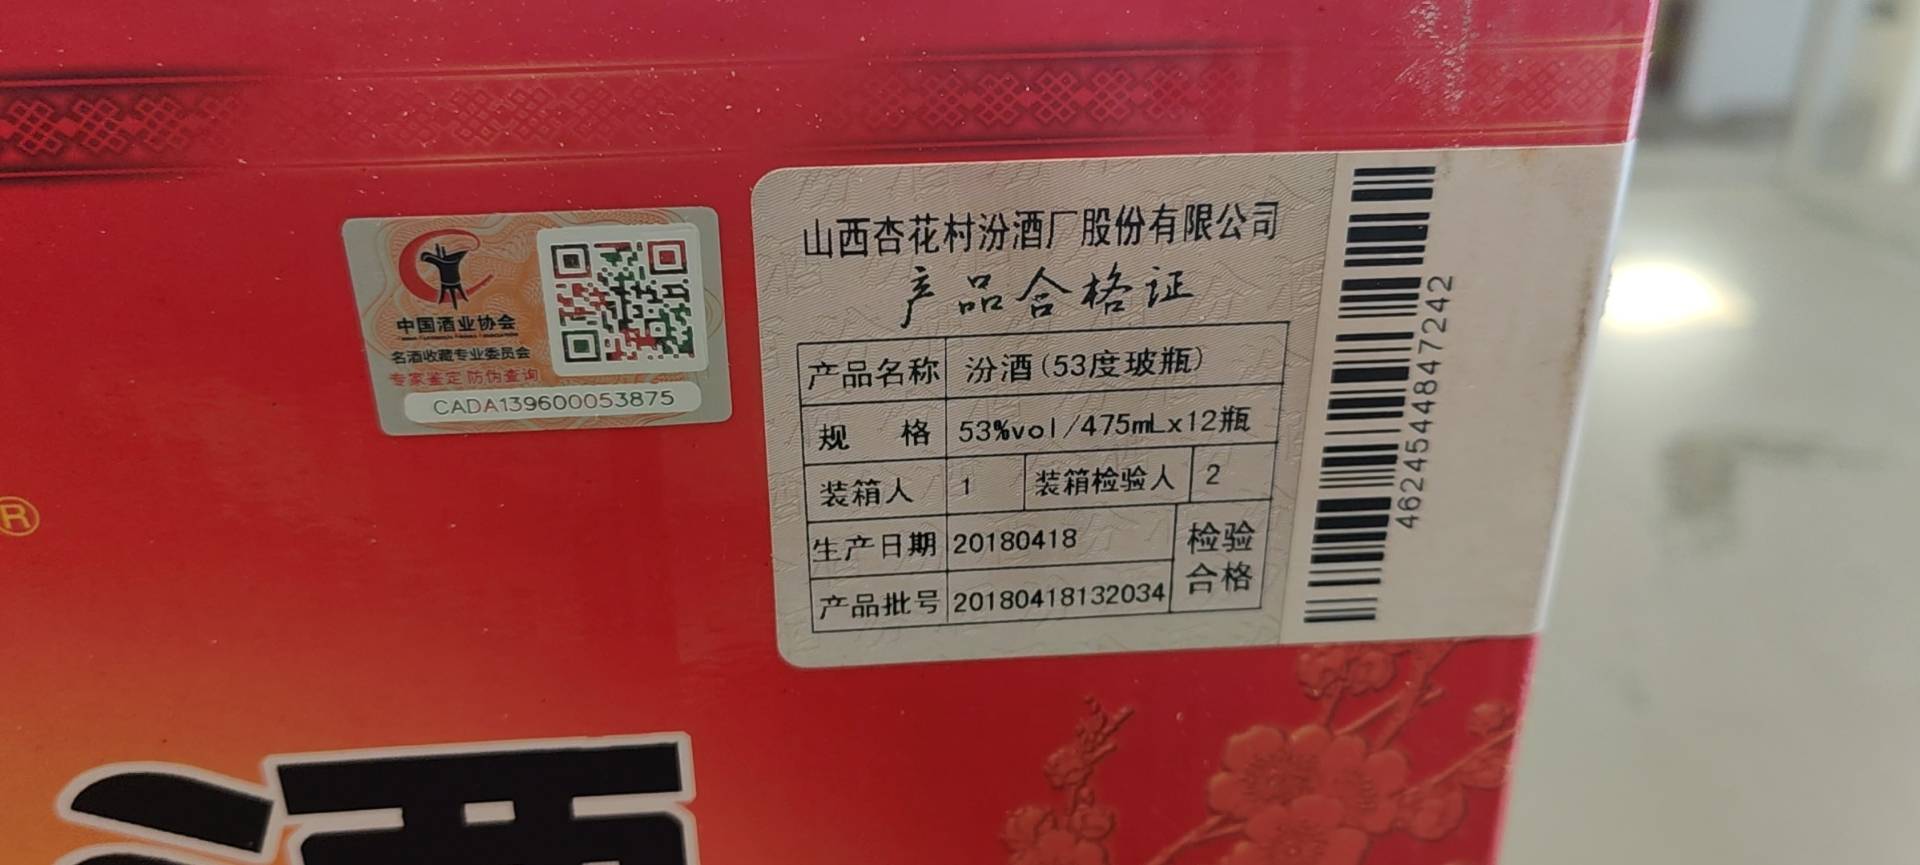 中国酒业协会
名酒收藏专业委员会
专家鉴定 防伪查询
CADA139600053875
山西杏花村汾酒厂股份有限公司
产品合格证
产品名称 汾酒(53度玻瓶)
规 格 53%vol/475mLx12瓶
装箱人 1 装箱检验人 2
生产日期 20180418 检验
产品批号 20180418132034 合格
4624544847242
®
酒